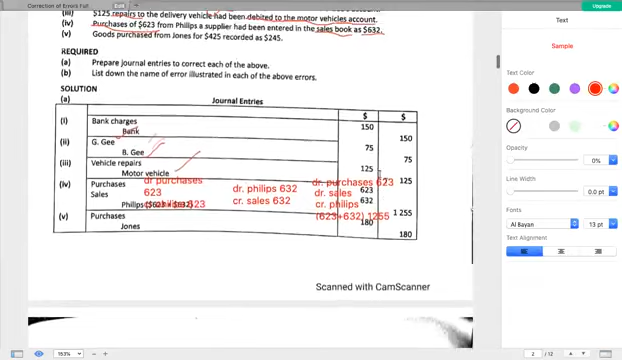 Correction of Errors Full
Edit
Upgrade
Text
(iii) $125 repairs to the delivery vehicle had been debited to the motor vehicles account.
(iv) Purchases of $623 from Philips a supplier had been entered in the sales book as $632.
(v) Goods purchased from Jones for $425 recorded as $245.
REQUIRED
(a) Prepare journal entries to correct each of the above.
(b) List down the name of error illustrated in each of the above errors.
SOLUTION
(a) Journal Entries
$ $
(i) Bank charges 150
Bank 150
(ii) G. Gee 75
B. Gee 75
(iii) Vehicle repairs 125
Motor vehicle 125
(iv) Purchases 623
Sales 632
Philips ($623 + $632) 1 255
(v) Purchases 180
Jones 180
dr purchases
623
cr. philips 623
dr. philips 632
cr. sales 632
dr. purchases 623
dr. sales
cr. philips
(623+632) 1255
Scanned with CamScanner
Sample
Text Color
Background Color
Opacity
0%
Line Width
0.0 pt
Fonts
Al Bayan
13 pt
Text Alignment
153%
2 / 12